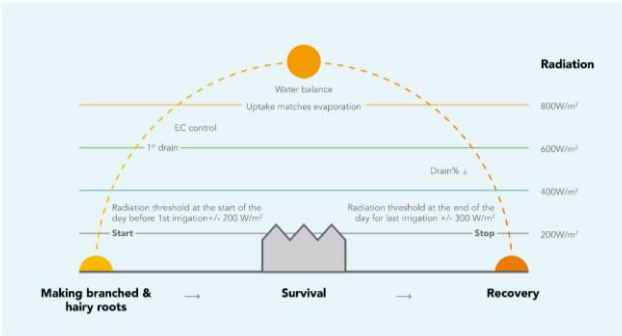 Radiation
Water balance
Uptake matches evaporation
800W/m²
EC control
1st drain
600W/m²
Drain% ↓
400W/m²
Radiation threshold at the start of the
day before 1st irrigation+/- 200 W/m²
Radiation threshold at the end of the
day for last irrigation +/- 300 W/m²
Start
Stop
200W/m²
Making branched &
hairy roots
→
Survival
→
Recovery